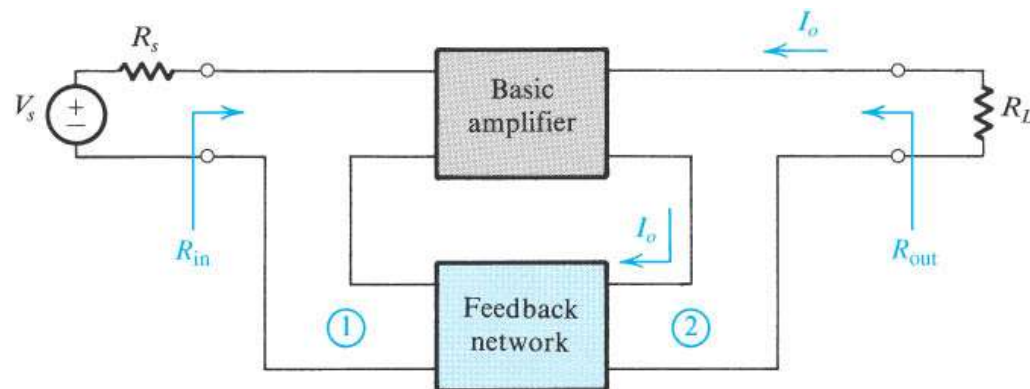 I_o
R_s
V_s
+
−
Basic
amplifier
R_L
R_in
I_o
R_out
1
Feedback
network
2